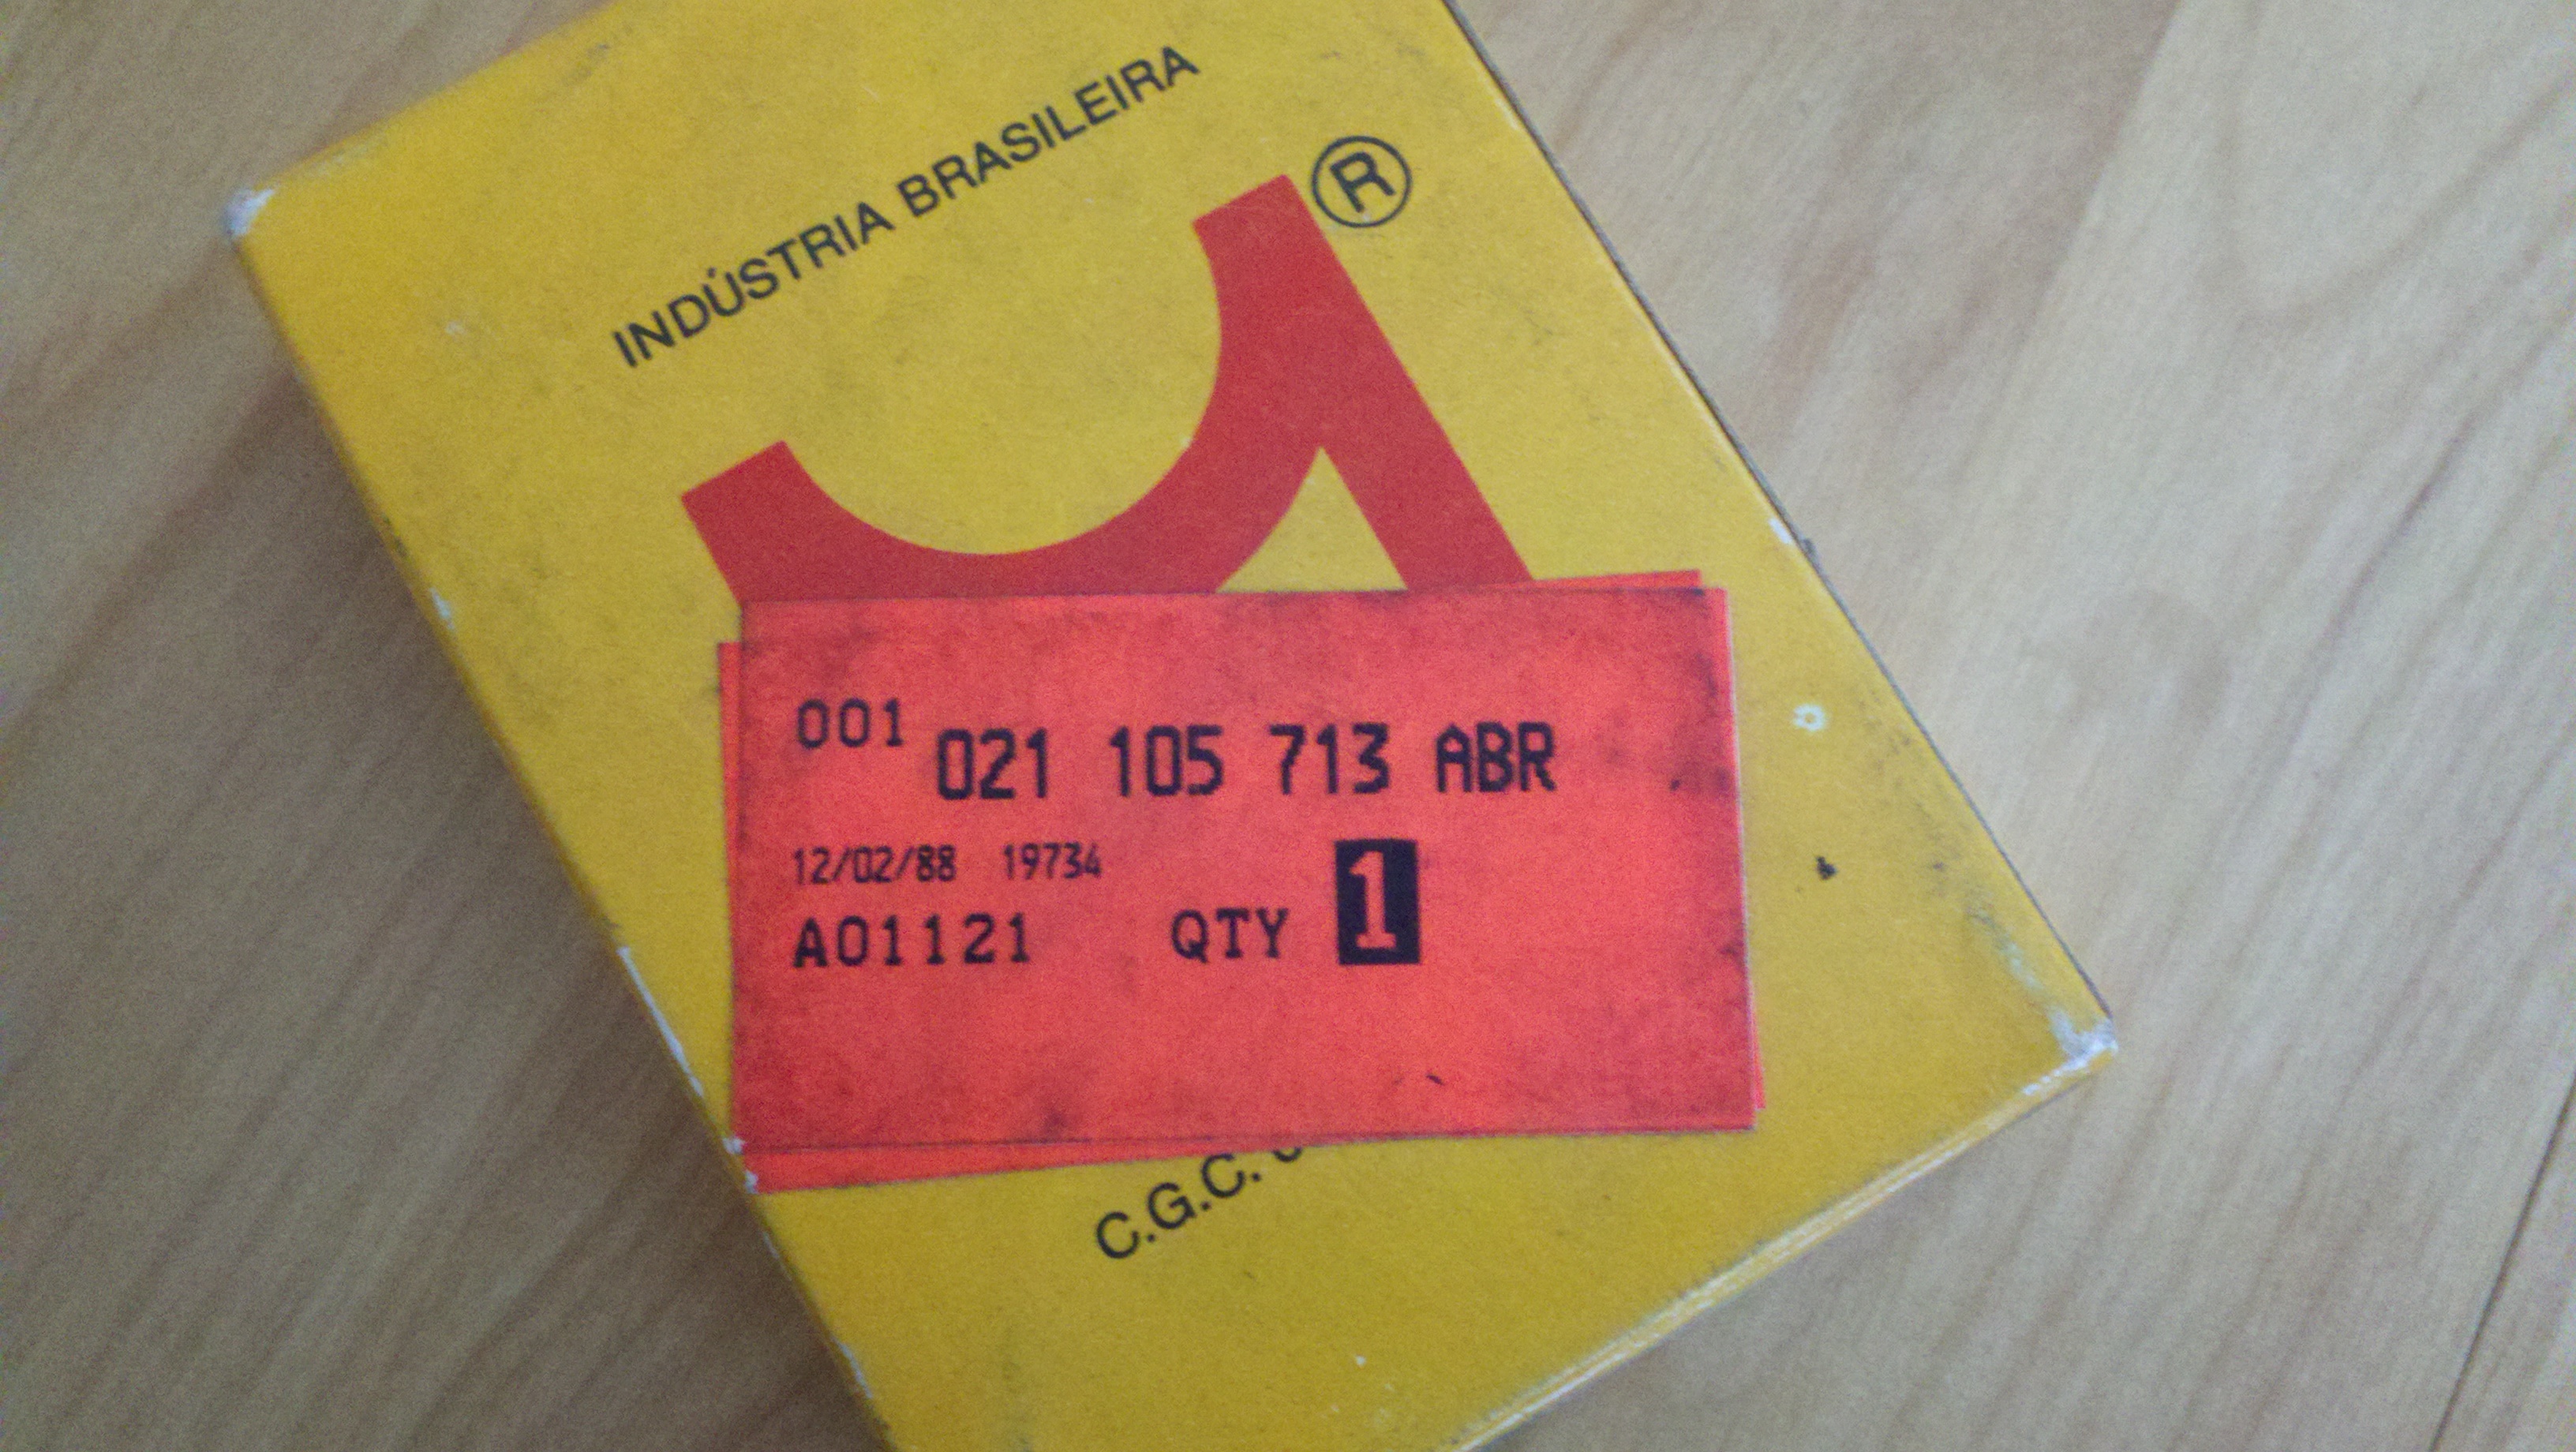 INDÚSTRIA BRASILEIRA
®
001 021 105 713 ABR
12/02/88 19734
A01121 QTY 1
C.G.C.